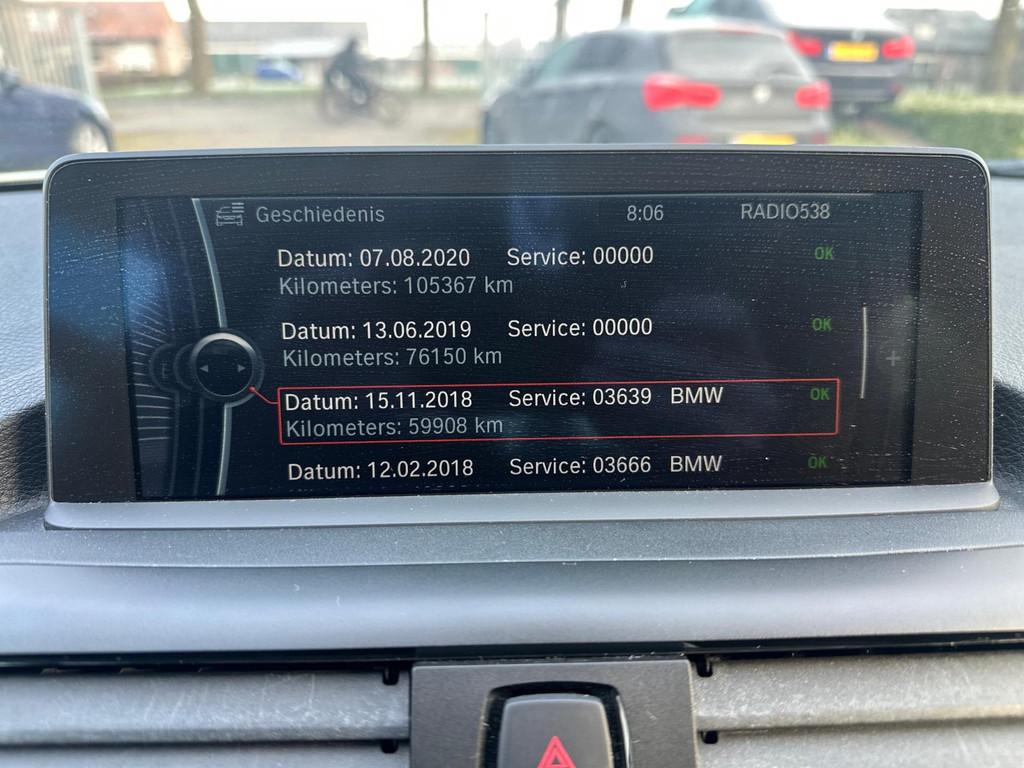 Geschiedenis 8:06 RADIO538
Datum: 07.08.2020 Service: 00000 OK
Kilometers: 105367 km
Datum: 13.06.2019 Service: 00000 OK
Kilometers: 76150 km
Datum: 15.11.2018 Service: 03639 BMW OK
Kilometers: 59908 km
Datum: 12.02.2018 Service: 03666 BMW OK